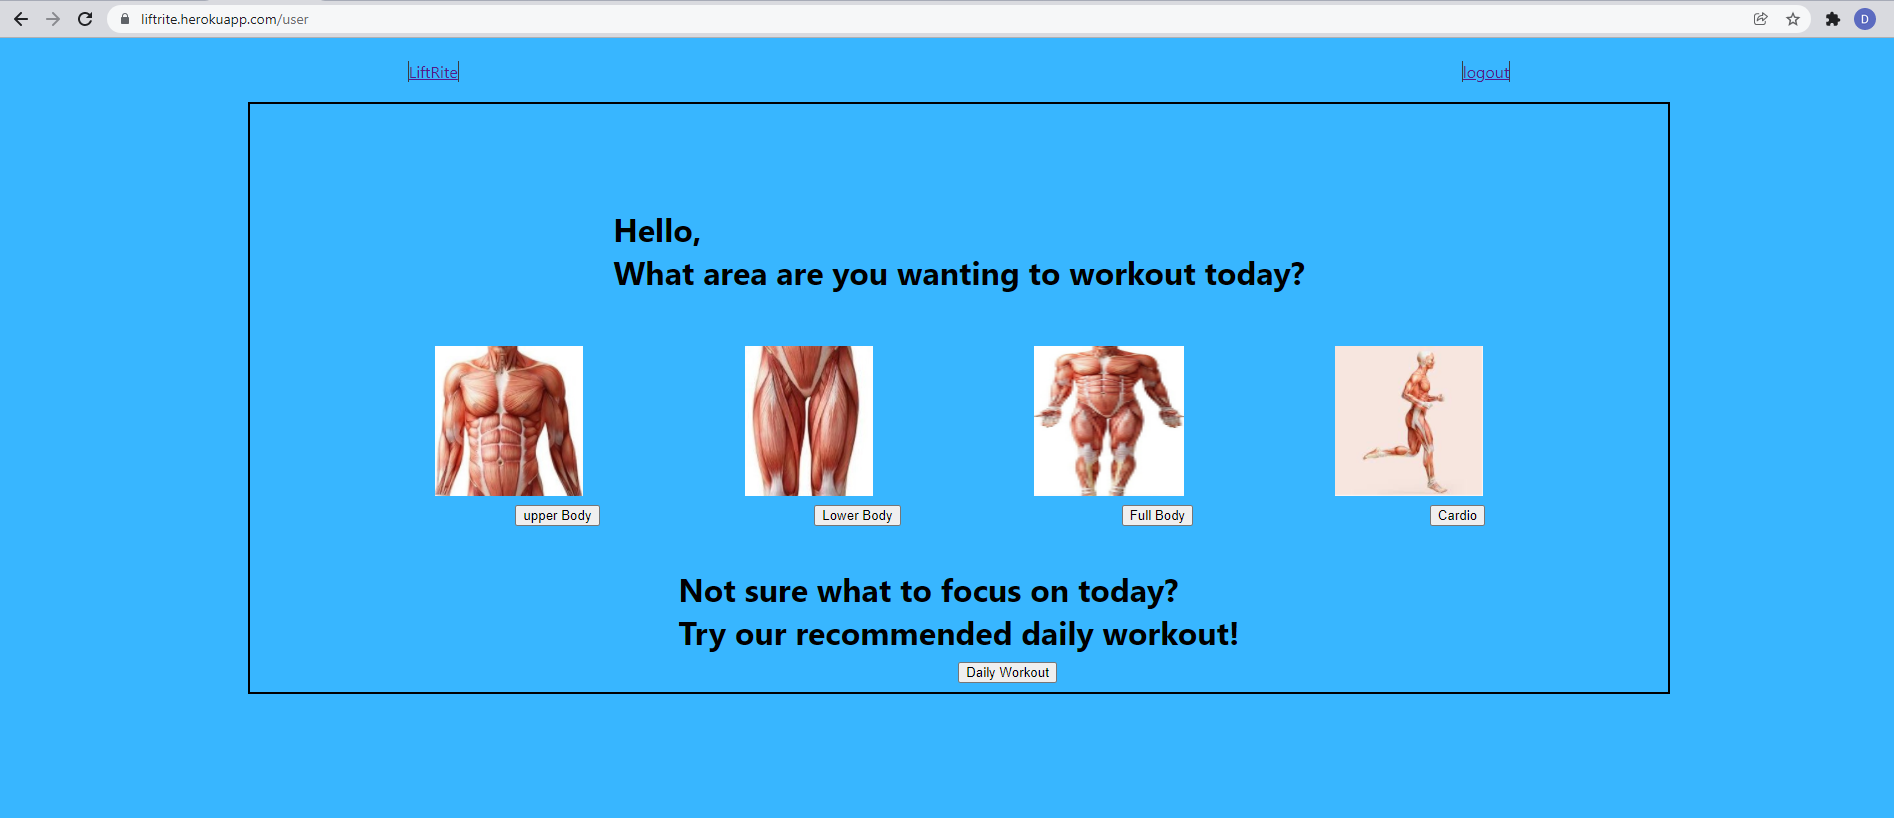 liftrite.herokuapp.com/user
D
LiftRite
logout
Hello,
What area are you wanting to workout today?
upper Body
Lower Body
Full Body
Cardio
Not sure what to focus on today?
Try our recommended daily workout!
Daily Workout